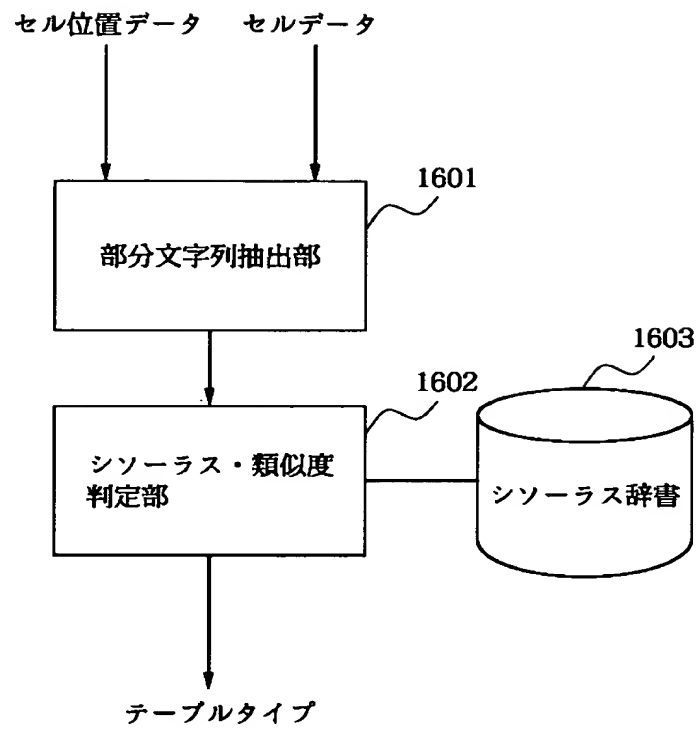 セル位置データ
セルデータ
1601
部分文字列抽出部
1603
1602
シソーラス・類似度
判定部
シソーラス辞書
テーブルタイプ